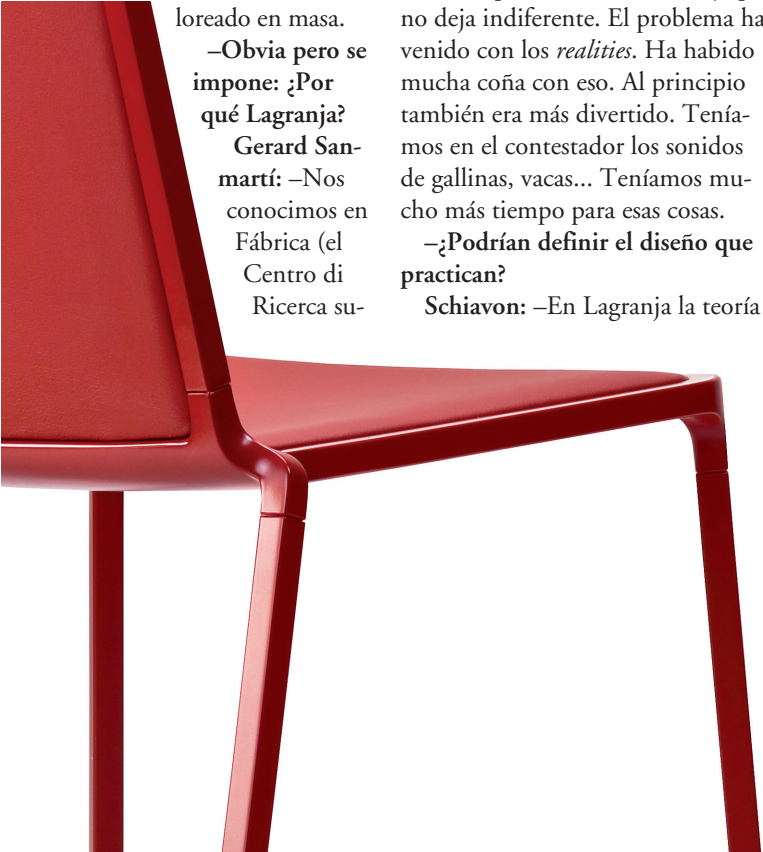 loreado en masa.
–Obvia pero se
impone: ¿Por
qué Lagranja?
Gerard San-
martí: –Nos
conocimos en
Fábrica (el
Centro di
Ricerca su-
no deja indiferente. El problema ha
venido con los realities. Ha habido
mucha coña con eso. Al principio
también era más divertido. Tenía-
mos en el contestador los sonidos
de gallinas, vacas... Teníamos mu-
cho más tiempo para esas cosas.
–¿Podrían definir el diseño que
practican?
Schiavon: –En Lagranja la teoría